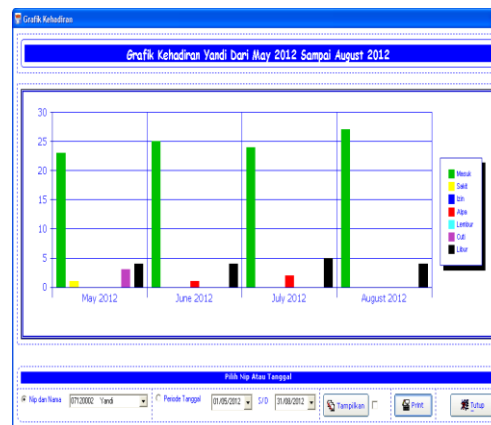 Grafik Kehadiran
Grafik Kehadiran Yandi Dari May 2012 Sampai August 2012
30
25
20
15
10
5
0
May 2012 June 2012 July 2012 August 2012
Masuk
Sakit
Izin
Alpa
Lembur
Cuti
Libur
Pilih Nip Atau Tanggal
Nip dan Nama 07120002 Yandi Periode Tanggal 01/05/2012 S/D 31/08/2012 Tampilkan Print Tutup